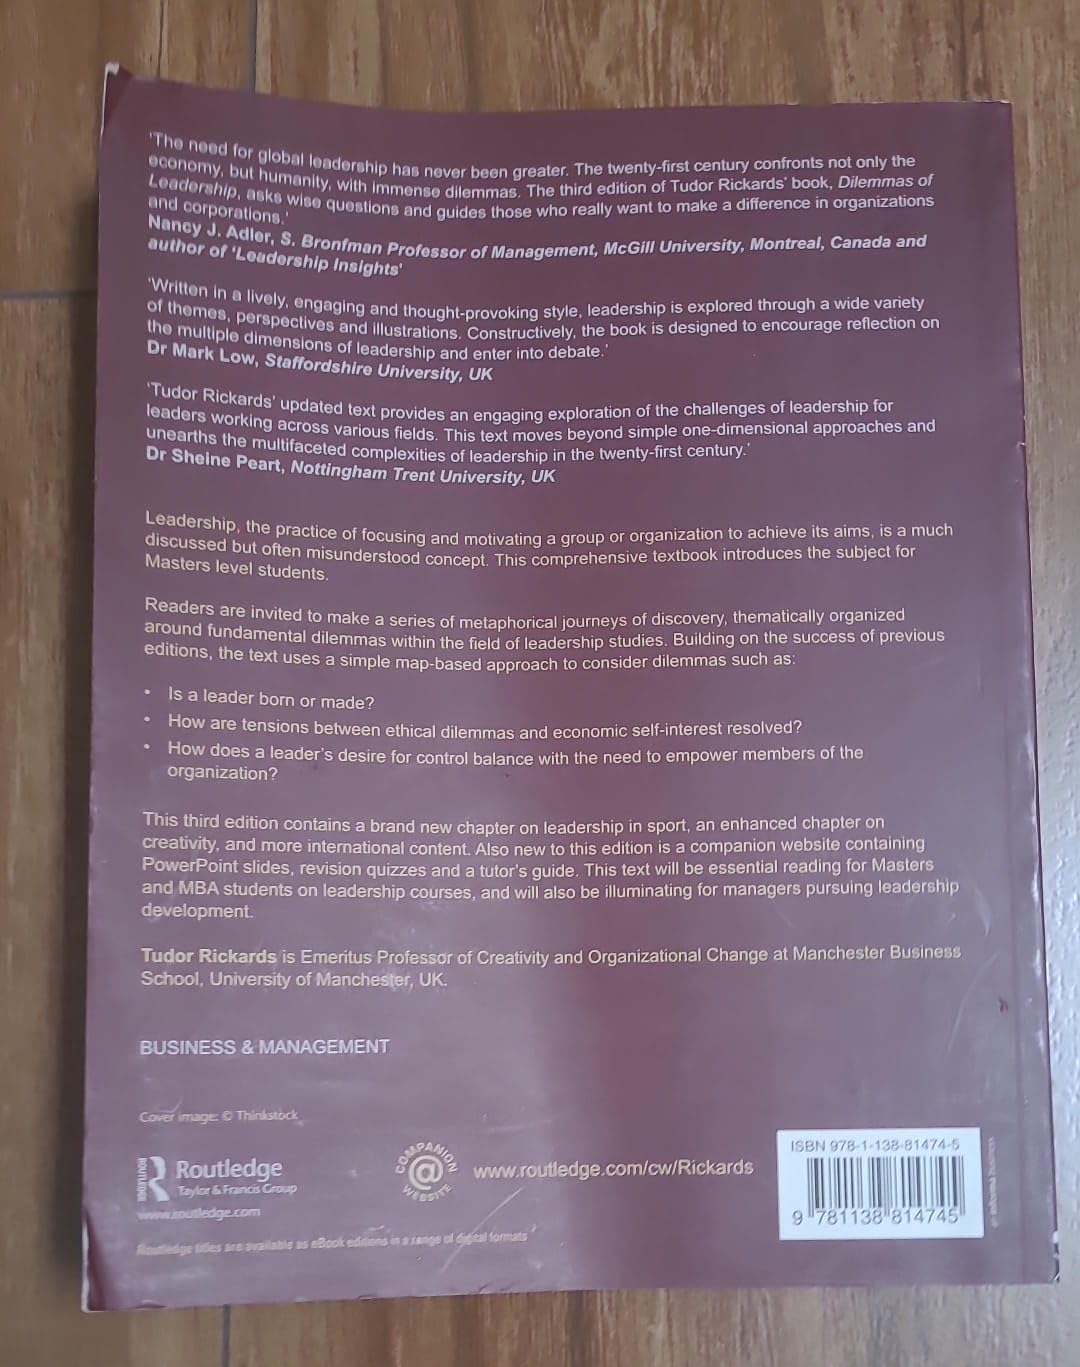 'The need for global leadership has never been greater. The twenty-first century confronts not only the
economy, but humanity, with immense dilemmas. The third edition of Tudor Rickards' book, Dilemmas of
Leadership, asks wise questions and guides those who really want to make a difference in organizations
and corporations.'
Nancy J. Adler, S. Bronfman Professor of Management, McGill University, Montreal, Canada and
author of 'Leadership Insights'
'Written in a lively, engaging and thought-provoking style, leadership is explored through a wide variety
of themes, perspectives and illustrations. Constructively, the book is designed to encourage reflection on
the multiple dimensions of leadership and enter into debate.'
Dr Mark Low, Staffordshire University, UK
'Tudor Rickards' updated text provides an engaging exploration of the challenges of leadership for
leaders working across various fields. This text moves beyond simple one-dimensional approaches and
unearths the multifaceted complexities of leadership in the twenty-first century.'
Dr Sheine Peart, Nottingham Trent University, UK
Leadership, the practice of focusing and motivating a group or organization to achieve its aims, is a much
discussed but often misunderstood concept. This comprehensive textbook introduces the subject for
Masters level students.
Readers are invited to make a series of metaphorical journeys of discovery, thematically organized
around fundamental dilemmas within the field of leadership studies. Building on the success of previous
editions, the text uses a simple map-based approach to consider dilemmas such as:
• Is a leader born or made?
• How are tensions between ethical dilemmas and economic self-interest resolved?
• How does a leader's desire for control balance with the need to empower members of the
organization?
This third edition contains a brand new chapter on leadership in sport, an enhanced chapter on
creativity, and more international content. Also new to this edition is a companion website containing
PowerPoint slides, revision quizzes and a tutor's guide. This text will be essential reading for Masters
and MBA students on leadership courses, and will also be illuminating for managers pursuing leadership
development.
Tudor Rickards is Emeritus Professor of Creativity and Organizational Change at Manchester Business
School, University of Manchester, UK.
BUSINESS & MANAGEMENT
Cover image: © Thinkstock
ROUTLEDGE
Routledge
Taylor & Francis Group
www.routledge.com
COMPANION
@
WEBSITE
www.routledge.com/cw/Rickards
Routledge titles are available as eBook editions in a range of digital formats
ISBN 978-1-138-81474-5
9 781138 814745
an informa business